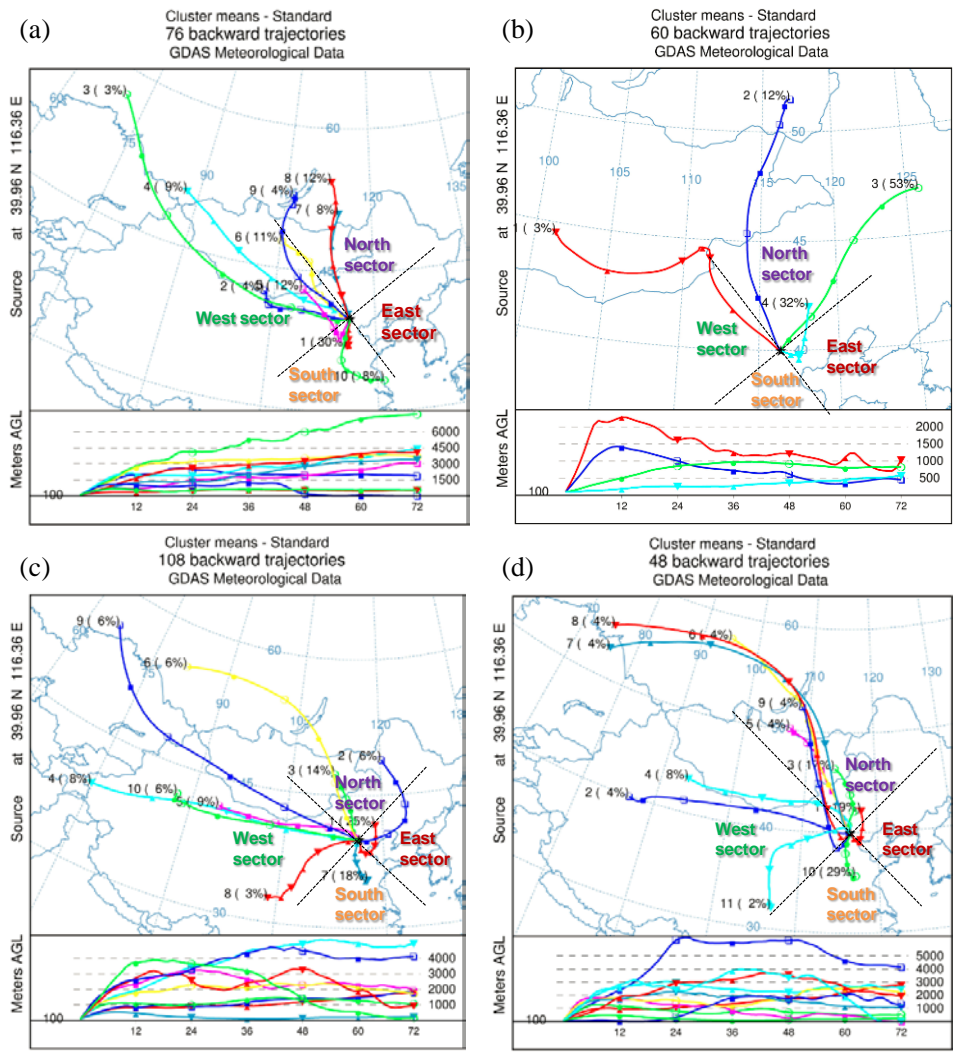 (a)
Cluster means - Standard
76 backward trajectories
GDAS Meteorological Data
Source at 39.96 N 116.36 E
3 ( 3%)
60
75
60
4 ( 9%)
8 (12%)
9 ( 4%)
120
135
7 ( 8%)
6 ( 11%)
North
sector
2 ( 4%)
(12%)
West sector
East
sector
1 ( 30%)
South
sector
10 ( 8%)
Meters AGL
6000
4500
3000
1500
100
12 24 36 48 60 72
(b)
Cluster means - Standard
60 backward trajectories
GDAS Meteorological Data
Source at 39.96 N 116.36 E
2 (12%)
50
100
105
110
115
120
125
3 (53%)
1 ( 3%)
45
North
sector
4 ( 32%)
West
sector
40
East
sector
South
sector
Meters AGL
2000
1500
1000
500
100
12 24 36 48 60 72
(c)
Cluster means - Standard
108 backward trajectories
GDAS Meteorological Data
Source at 39.96 N 116.36 E
9 ( 6%)
60
60
75
6 ( 6%)
105
120
135
2 ( 6%)
3 (14%)
45
4 ( 8%)
10 ( 6%)
5 ( 9%)
North
sector
West
sector
East
sector
7 (18%)
8 ( 3%)
South
sector
30
30
Meters AGL
4000
3000
2000
1000
100
12 24 36 48 60 72
(d)
Cluster means - Standard
48 backward trajectories
GDAS Meteorological Data
Source at 39.96 N 116.36 E
70
8 ( 4%)
7 ( 4%)
80
6 ( 4%)
60
90
100
110
120
130
9 ( 4%)
5 ( 4%)
4 ( 8%)
North
sector
2 ( 4%)
West
sector
40
East
sector
10 (29%)
11 ( 2%)
South
sector
30
Meters AGL
5000
4000
3000
2000
1000
100
12 24 36 48 60 72